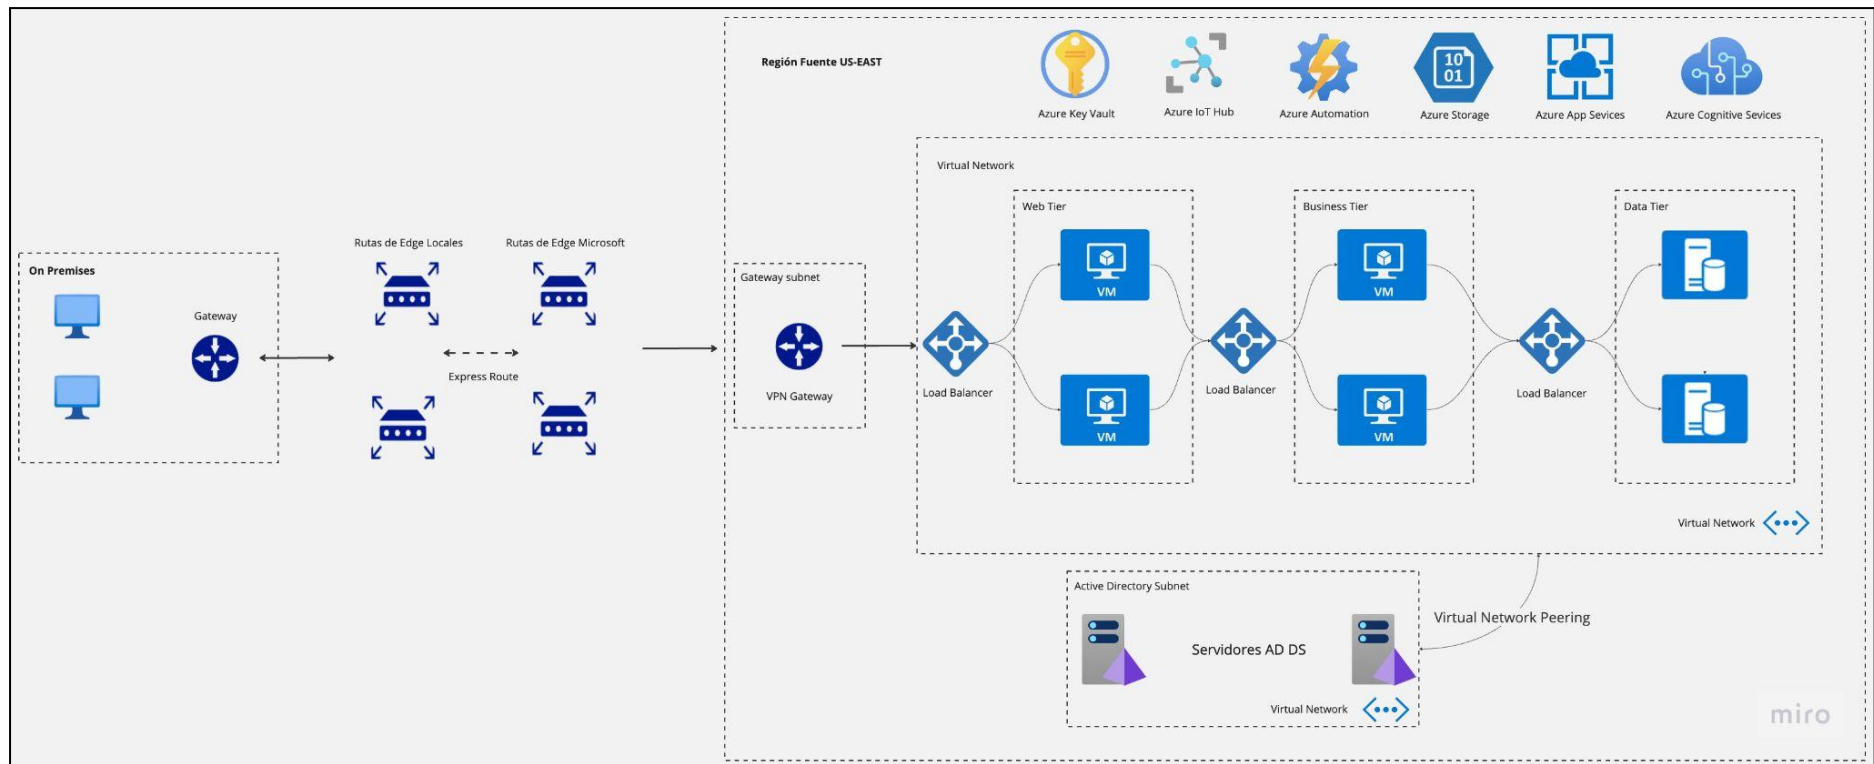 Región Fuente US-EAST
10
01
Azure Key Vault
Azure IoT Hub
Azure Automation
Azure Storage
Azure App Sevices
Azure Cognitive Sevices
Virtual Network
Web Tier
Business Tier
Data Tier
Rutas de Edge Locales
Rutas de Edge Microsoft
On Premises
Gateway subnet
VM
VM
Gateway
Express Route
VPN Gateway
Load Balancer
Load Balancer
Load Balancer
VM
VM
Virtual Network
Active Directory Subnet
Virtual Network Peering
Servidores AD DS
Virtual Network
miro